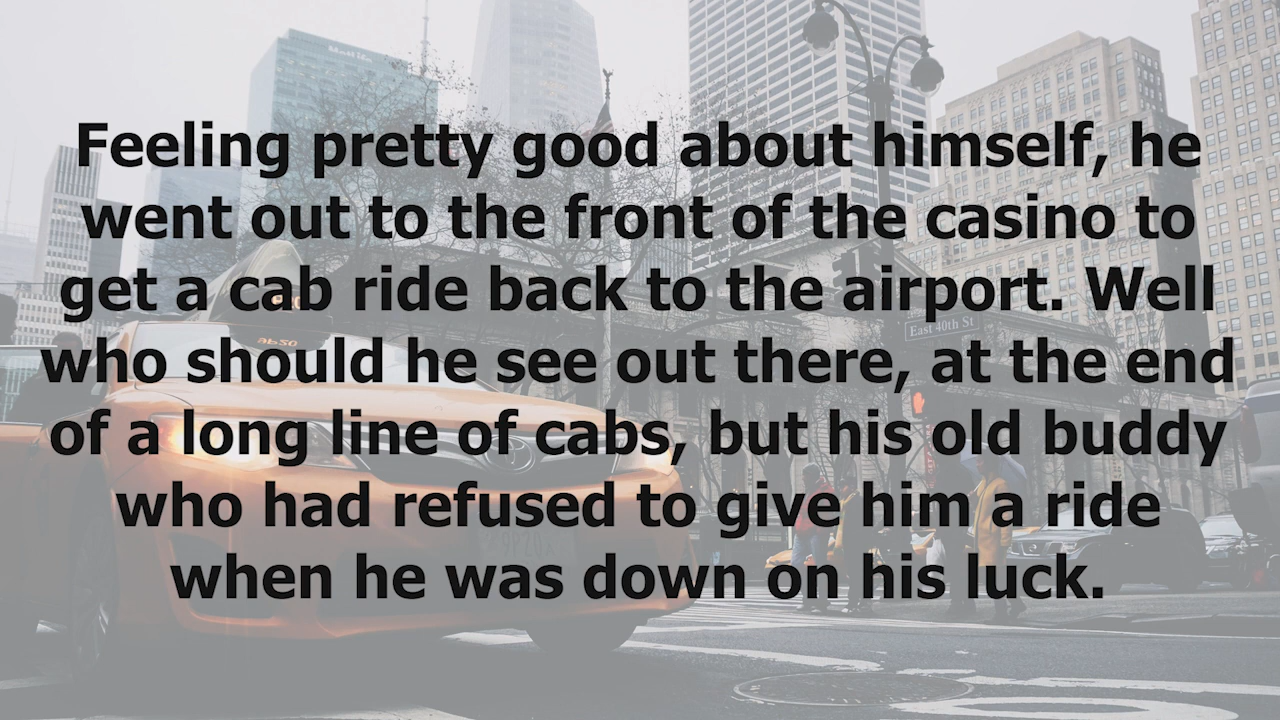 Feeling pretty good about himself, he
went out to the front of the casino to
get a cab ride back to the airport. Well
who should he see out there, at the end
of a long line of cabs, but his old buddy
who had refused to give him a ride
when he was down on his luck.
East 40th St
MetLife